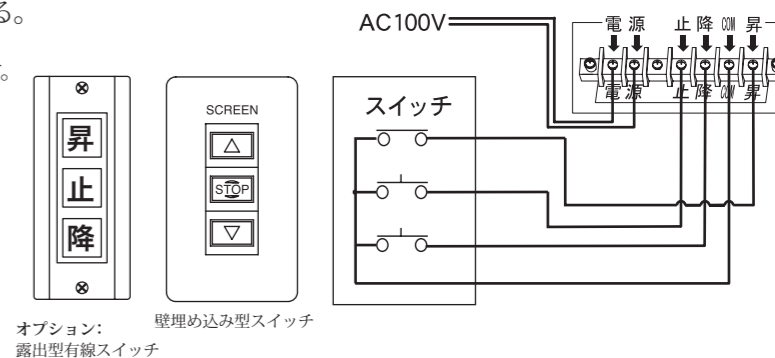 る。
。
AC100V
電 源 止 降 COM 昇
電 源 止 降 COM 昇
スイッチ
SCREEN
STOP
昇
止
降
壁埋め込み型スイッチ
オプション:
露出型有線スイッチ